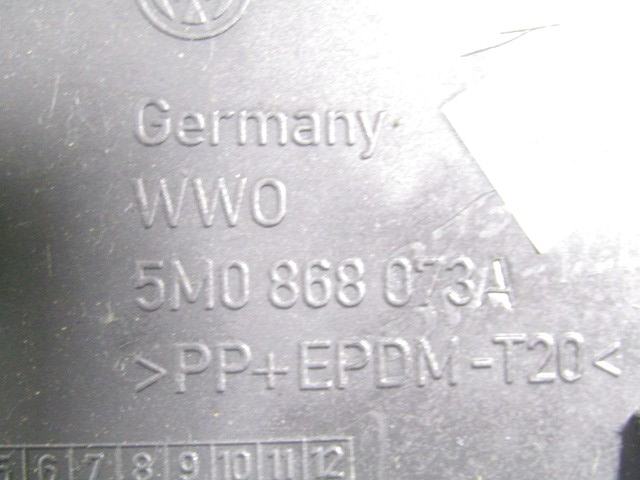 Germany
WWO
5M0 868 073A
>PP+EPDM-T20<
5 6 7 8 9 10 11 12